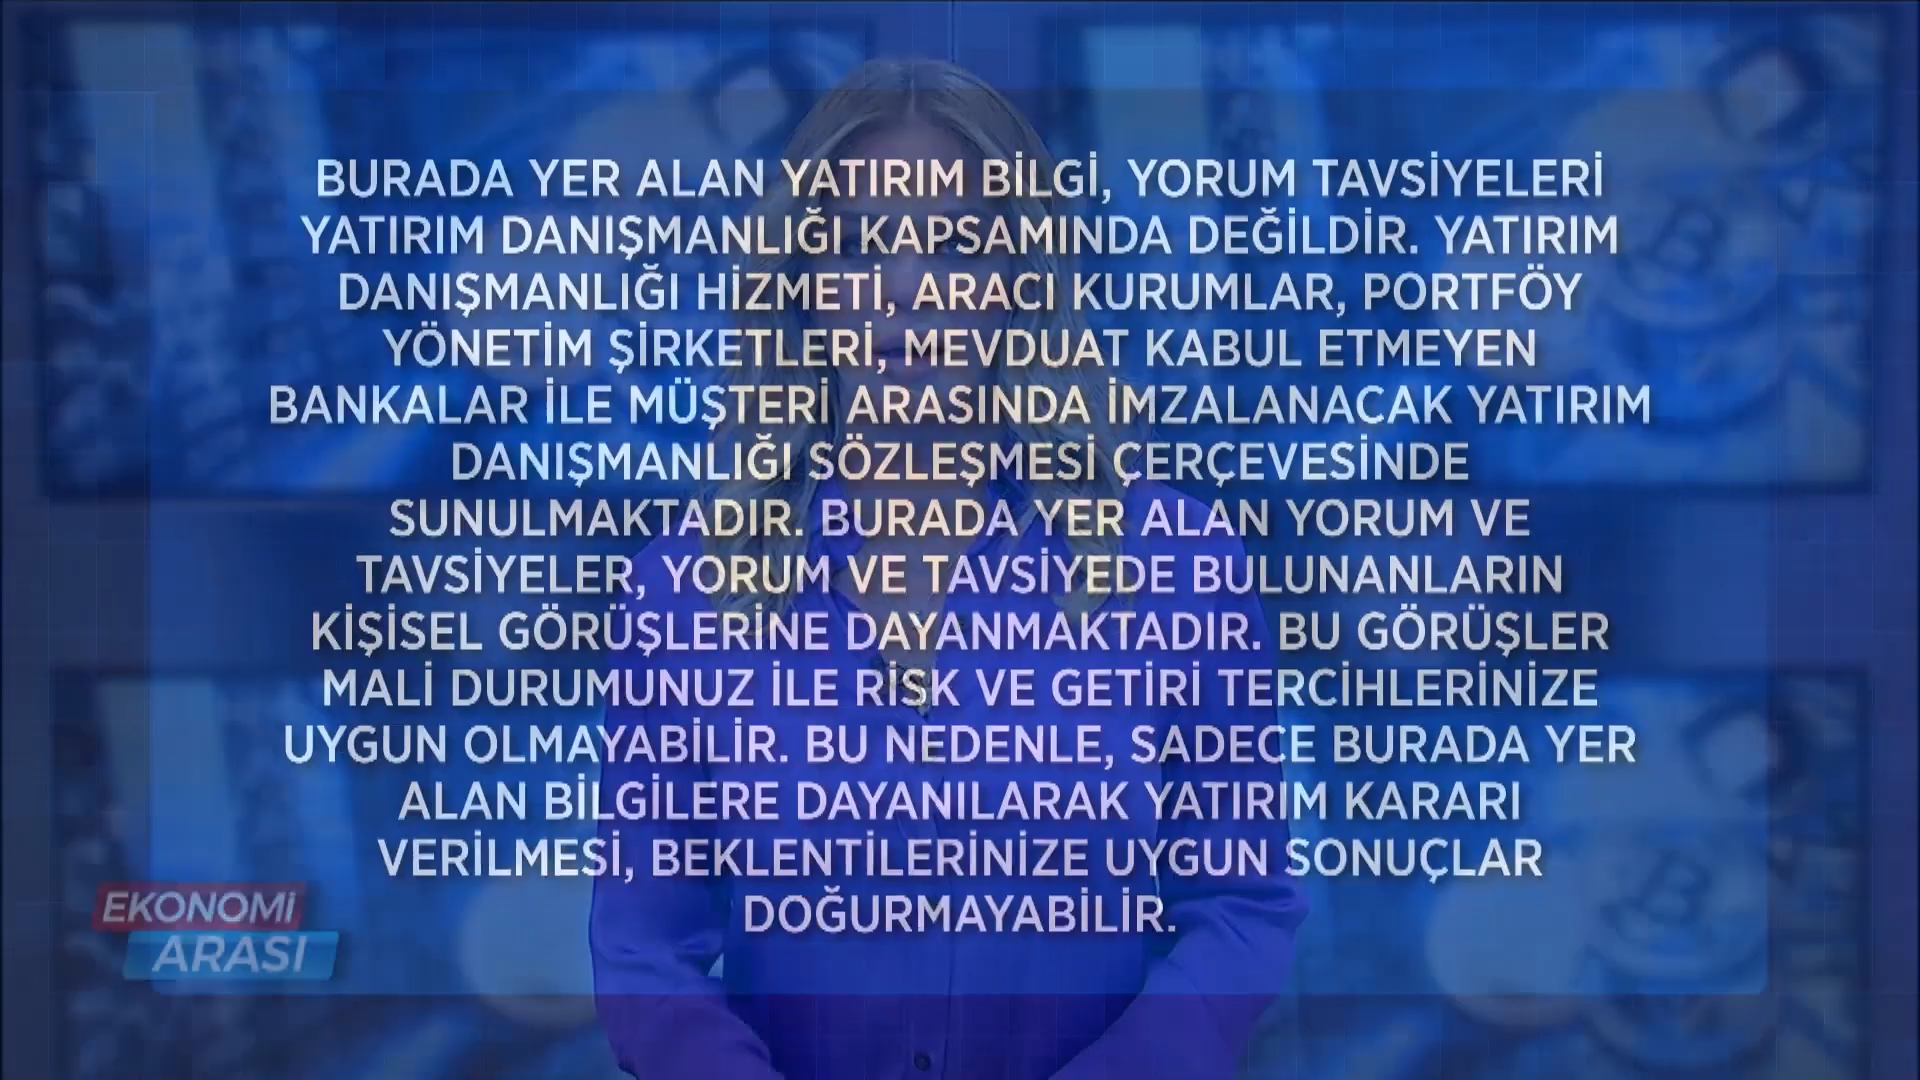 BURADA YER ALAN YATIRIM BİLGİ, YORUM TAVSİYELERİ
YATIRIM DANIŞMANLIĞI KAPSAMINDA DEĞİLDİR. YATIRIM
DANIŞMANLIĞI HİZMETİ, ARACI KURUMLAR, PORTFÖY
YÖNETİM ŞİRKETLERİ, MEVDUAT KABUL ETMEYEN
BANKALAR İLE MÜŞTERİ ARASINDA İMZALANACAK YATIRIM
DANIŞMANLIĞI SÖZLEŞMESİ ÇERÇEVESİNDE
SUNULMAKTADIR. BURADA YER ALAN YORUM VE
TAVSİYELER, YORUM VE TAVSİYEDE BULUNANLARIN
KİŞİSEL GÖRÜŞLERİNE DAYANMAKTADIR. BU GÖRÜŞLER
MALİ DURUMUNUZ İLE RİSK VE GETİRİ TERCİHLERİNİZE
UYGUN OLMAYABİLİR. BU NEDENLE, SADECE BURADA YER
ALAN BİLGİLERE DAYANILARAK YATIRIM KARARI
VERİLMESİ, BEKLENTİLERİNİZE UYGUN SONUÇLAR
DOĞURMAYABİLİR.
EKONOMİ
ARASI